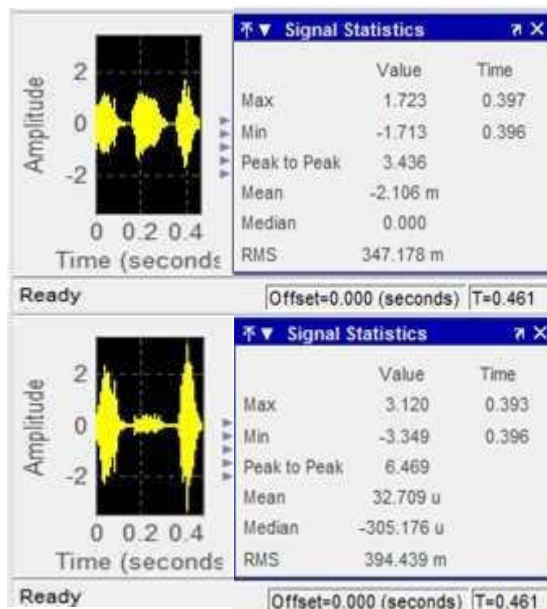 Signal Statistics
Value Time
Max 1.723 0.397
Min -1.713 0.396
Peak to Peak 3.436
Mean -2.106 m
Median 0.000
RMS 347.178 m
Amplitude
2
0
-2
0 0.2 0.4
Time (seconds
Ready Offset=0.000 (seconds) T=0.461
Signal Statistics
Value Time
Max 3.120 0.393
Min -3.349 0.396
Peak to Peak 6.469
Mean 32.709 u
Median -305.176 u
RMS 394.439 m
Amplitude
2
0
-2
0 0.2 0.4
Time (seconds
Ready Offset=0.000 (seconds) T=0.461